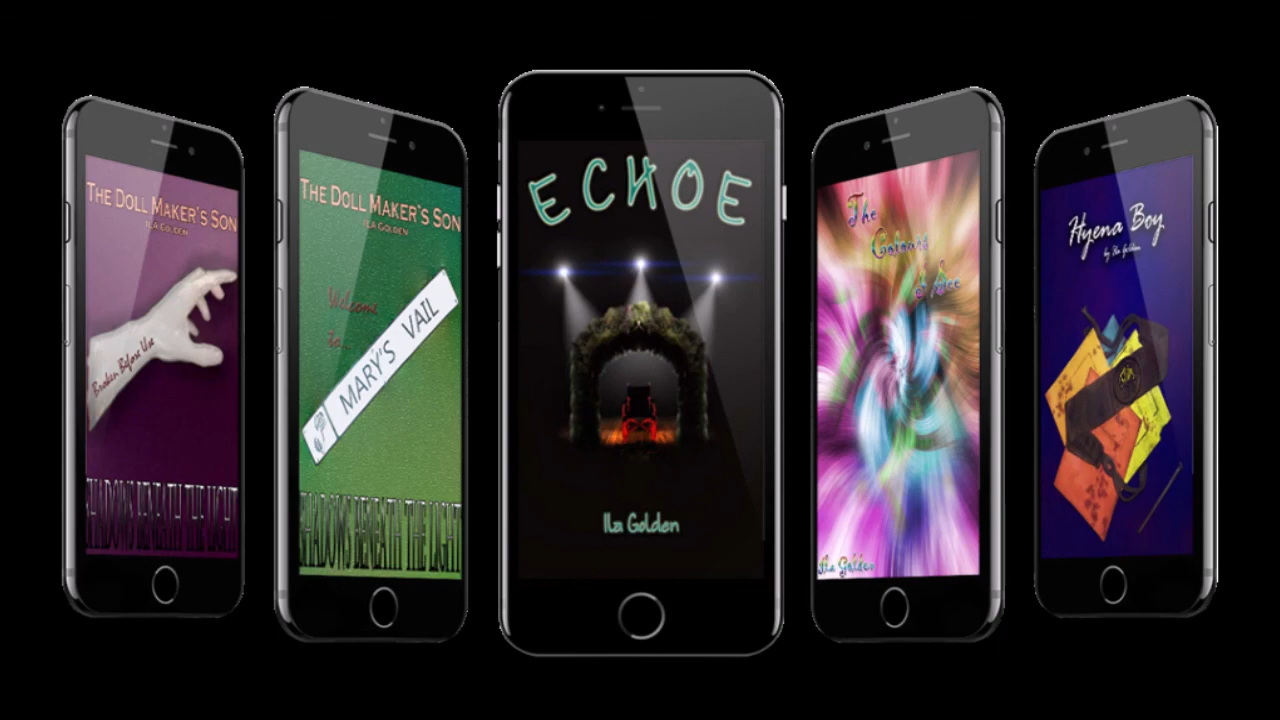 THE DOLL MAKER'S SON
ILA GOLDEN
Broken Before Use
SHADOWS BENEATH THE LIGHT
THE DOLL MAKER'S SON
ILA GOLDEN
Welcome
to...
MARY'S VAIL
SHADOWS BENEATH THE LIGHT
ECHOE
Ila Golden
The
Colours
I See
Ila Golden
Hyena Boy
by Ila Golden